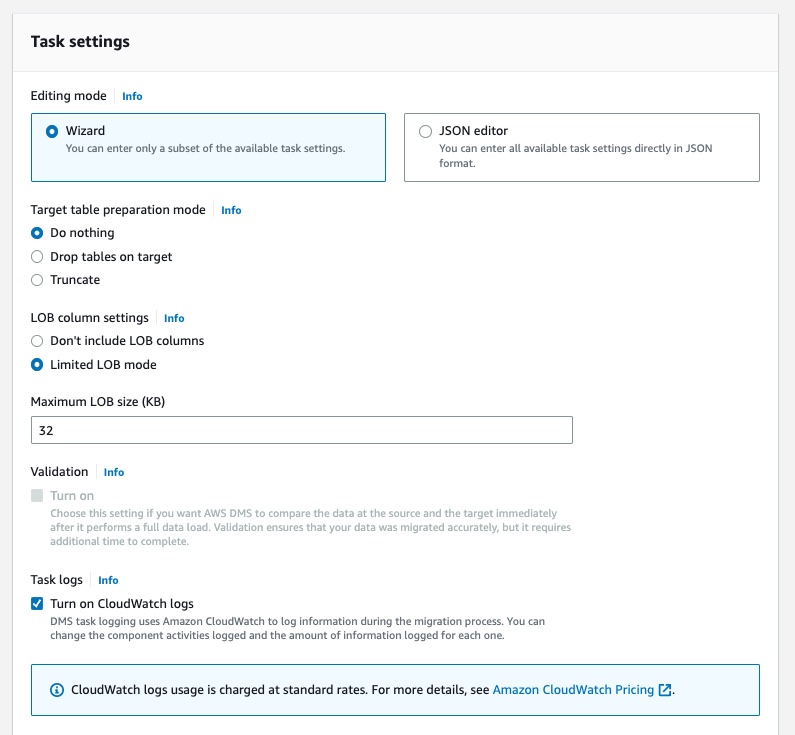 Task settings
Editing mode Info
Wizard
You can enter only a subset of the available task settings.
JSON editor
You can enter all available task settings directly in JSON
format.
Target table preparation mode Info
Do nothing
Drop tables on target
Truncate
LOB column settings Info
Don't include LOB columns
Limited LOB mode
Maximum LOB size (KB)
32
Validation Info
Turn on
Choose this setting if you want AWS DMS to compare the data at the source and the target immediately
after it performs a full data load. Validation ensures that your data was migrated accurately, but it requires
additional time to complete.
Task logs Info
Turn on CloudWatch logs
DMS task logging uses Amazon CloudWatch to log information during the migration process. You can
change the component activities logged and the amount of information logged for each one.
CloudWatch logs usage is charged at standard rates. For more details, see Amazon CloudWatch Pricing.